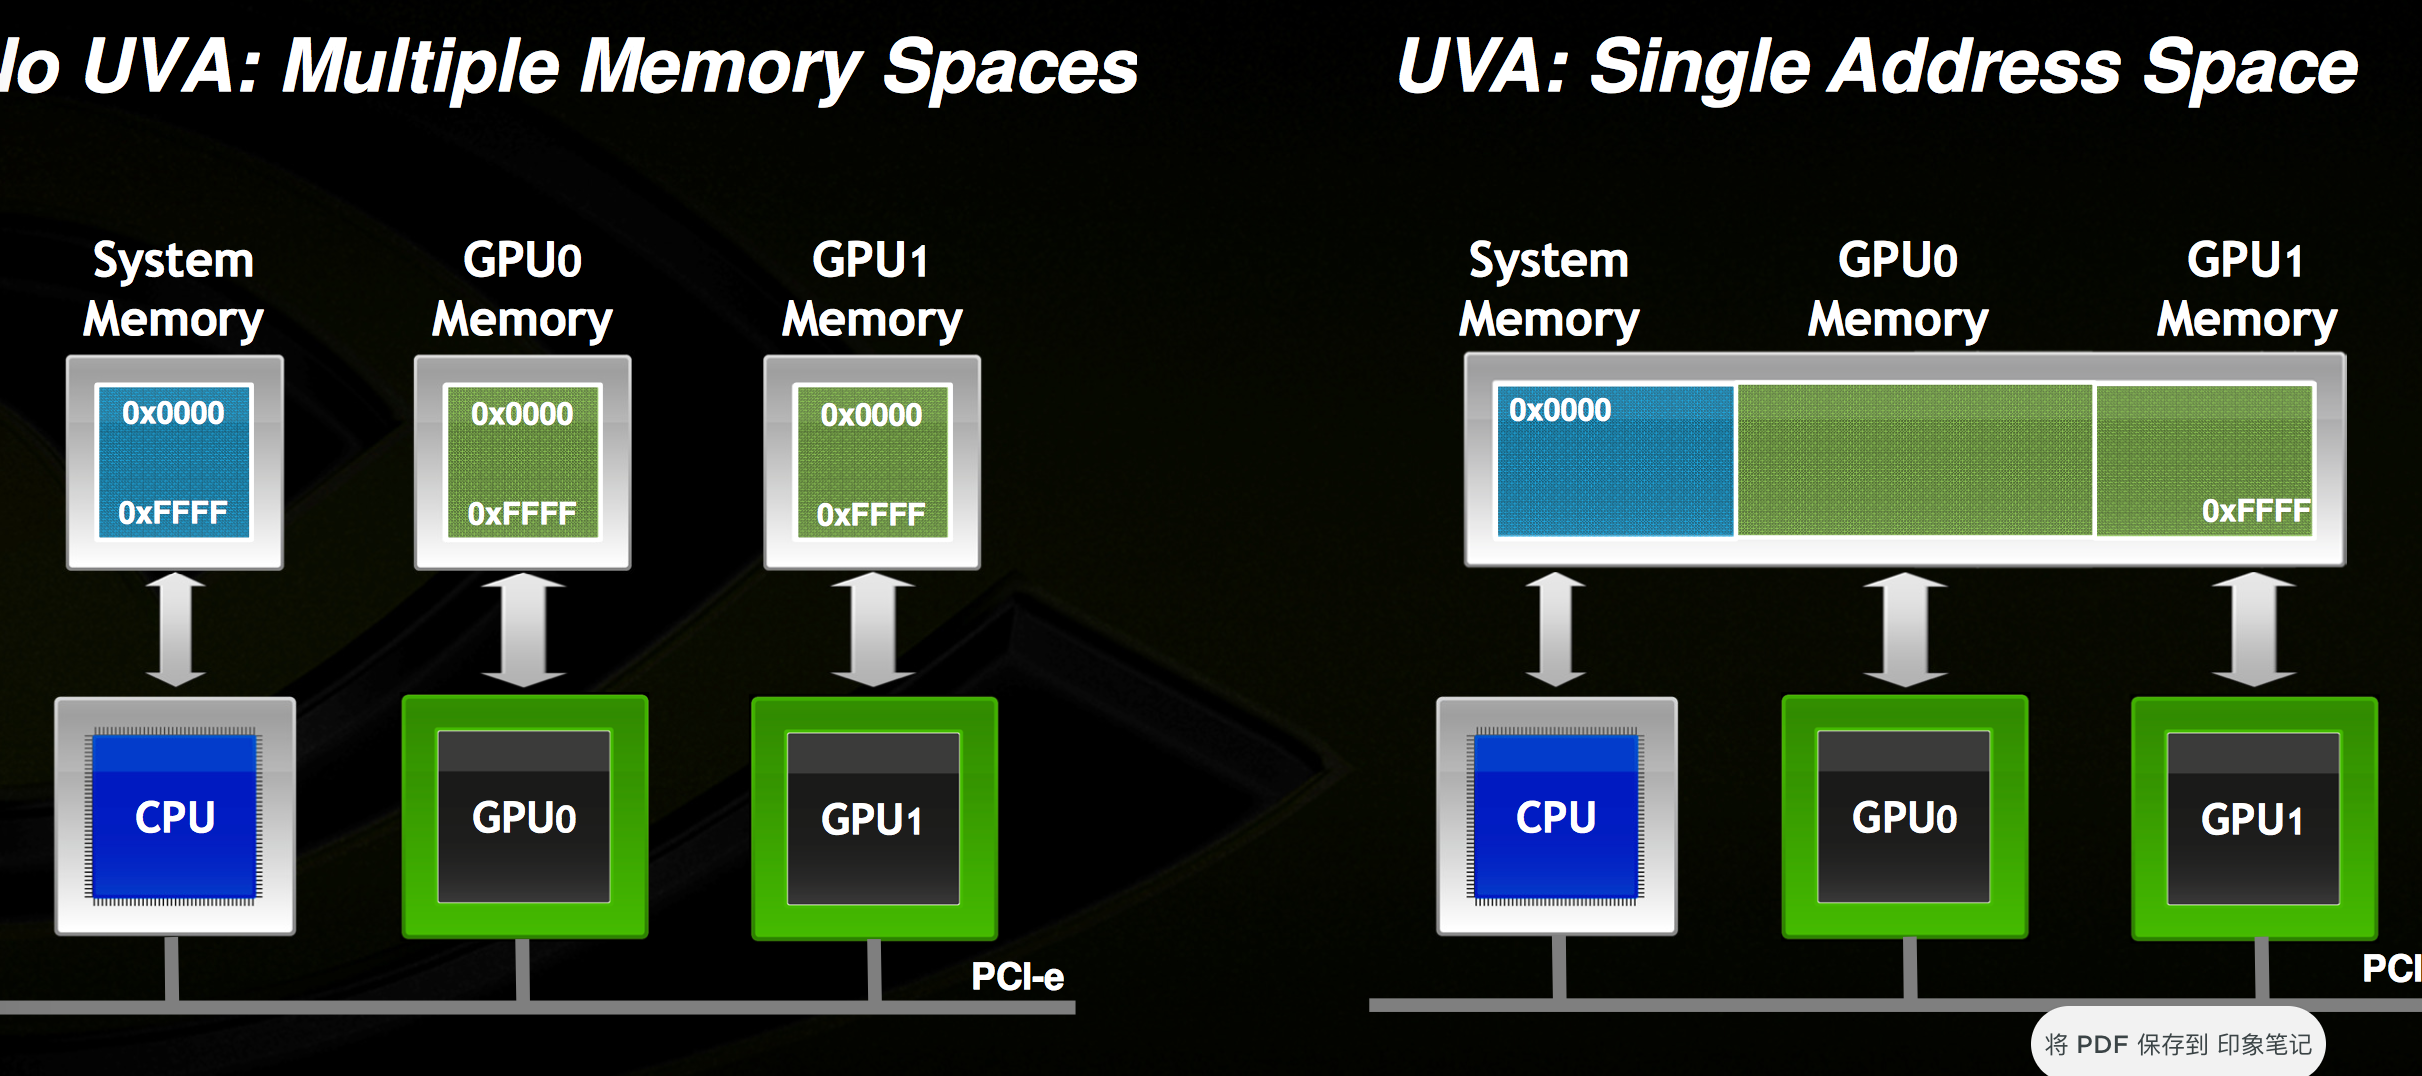 lo UVA: Multiple Memory Spaces
System
Memory
GPU0
Memory
GPU1
Memory
0x0000
0xFFFF
0x0000
0xFFFF
0x0000
0xFFFF
CPU
GPU0
GPU1
PCI-e
UVA: Single Address Space
System
Memory
GPU0
Memory
GPU1
Memory
0x0000
0xFFFF
CPU
GPU0
GPU1
PCI
将 PDF 保存到 印象笔记